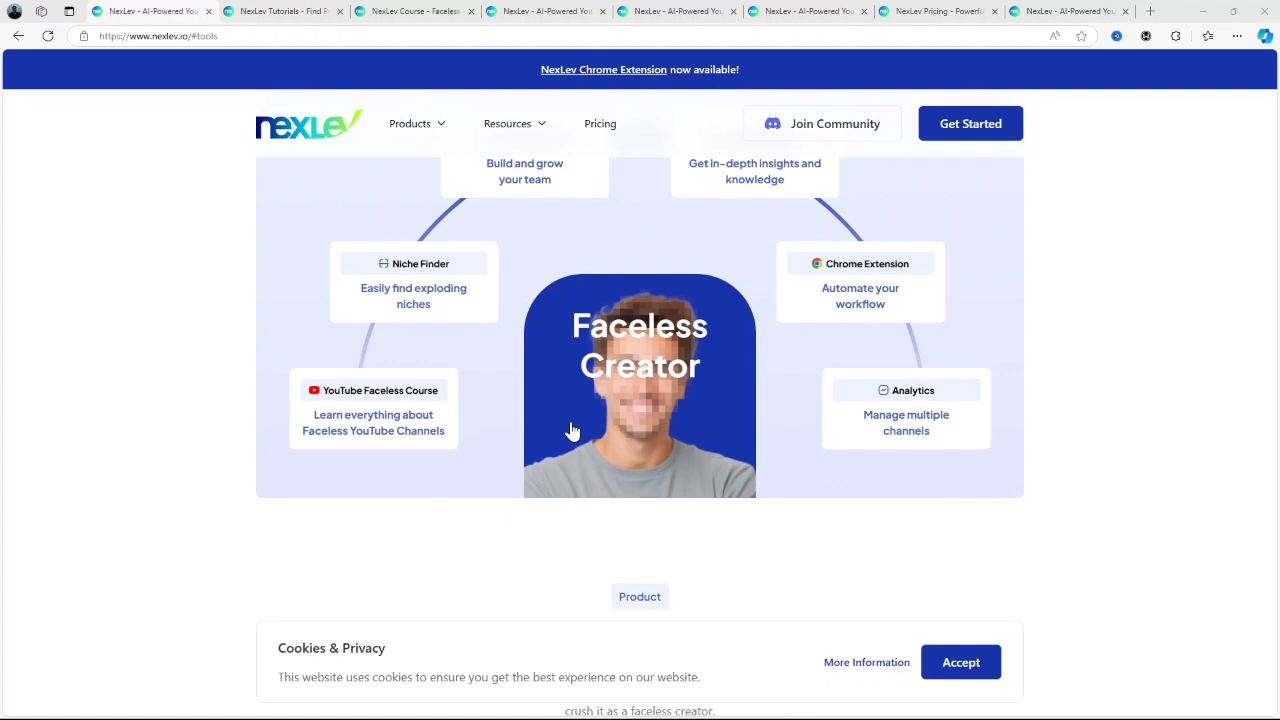 NexLev - AI-Powered You
NexLev Tutorials - Find F
NexLev Course - Faceless
NexLev - AI-Powered You
NexLev - AI-Powered You
NexLev - AI-Powered You
NexLev Pricing - Powerfu
NexLev - AI-Powered You
https://www.nexlev.io/#tools
NexLev Chrome Extension now available!
nexLev
Products
Resources
Pricing
Join Community
Get Started
Build and grow
your team
Get in-depth insights and
knowledge
Niche Finder
Easily find exploding
niches
Chrome Extension
Automate your
workflow
Faceless
Creator
YouTube Faceless Course
Learn everything about
Faceless YouTube Channels
Analytics
Manage multiple
channels
Product
Cookies & Privacy
This website uses cookies to ensure you get the best experience on our website.
More Information
Accept
crush it as a faceless creator.